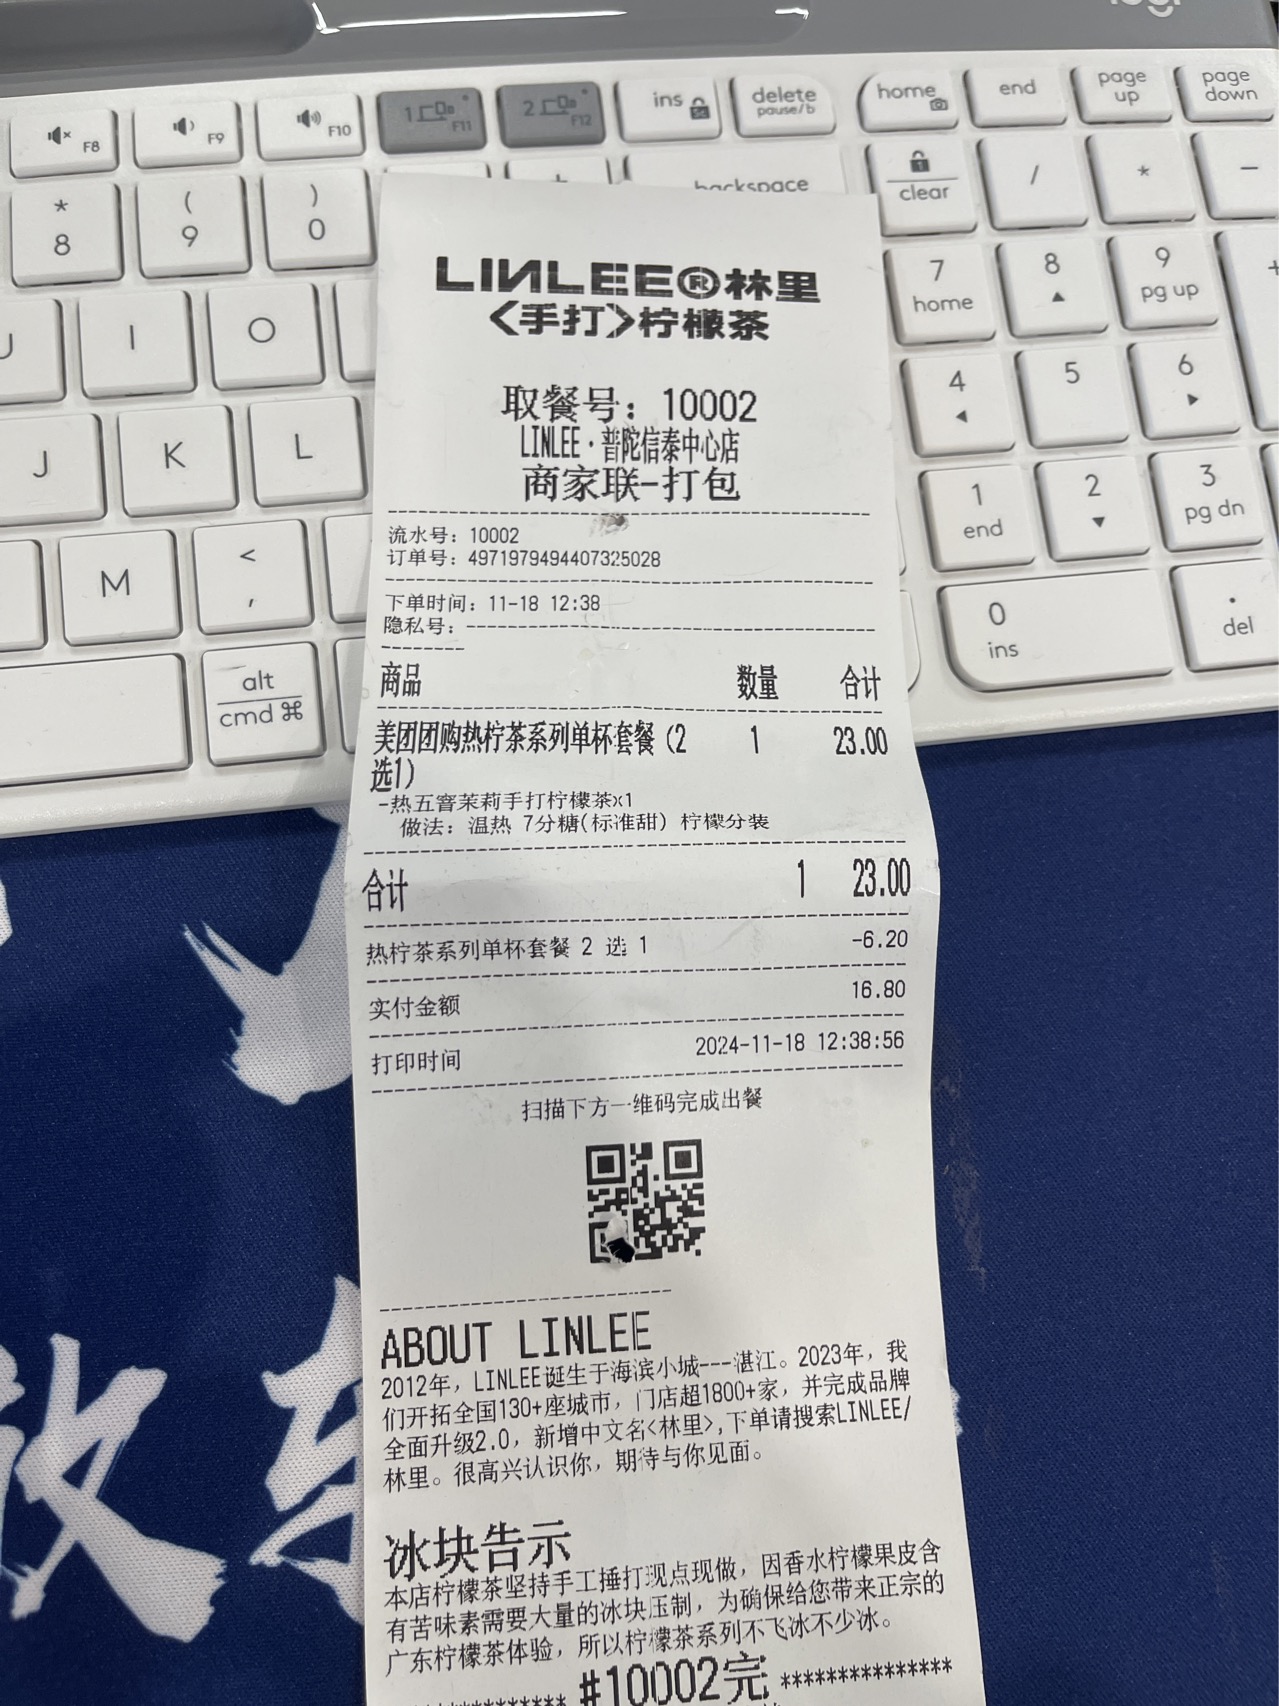 logi
F8
F9
F10
1 F11
2 F12
ins
delete
pause/b
home
end
page up
page down
backspace
clear
/
*
-
*
8
(
9
)
0
7
home
8
9
pg up
+
J
I
O
4
5
6
J
K
L
1
end
2
3
pg dn
M
<
,
0
ins
.
del
alt
cmd ⌘
LINLEE®林里
<手打>柠檬茶
取餐号：10002
LINLEE·普陀信泰中心店
商家联-打包
流水号：10002
订单号：4971979494407325028
下单时间：11-18 12:38
隐私号：
商品 数量 合计
美团团购热柠茶系列单杯套餐（2 1 23.00
选1）
-热五窨茉莉手打柠檬茶x1
做法：温热 7分糖(标准甜) 柠檬分装
合计 1 23.00
热柠茶系列单杯套餐 2 选 1 -6.20
实付金额 16.80
打印时间 2024-11-18 12:38:56
扫描下方一维码完成出餐
ABOUT LINLEE
2012年，LINLEE诞生于海滨小城---湛江。2023年，我
们开拓全国130+座城市，门店超1800+家，并完成品牌
全面升级2.0，新增中文名<林里>,下单请搜索LINLEE/
林里。很高兴认识你，期待与你见面。
冰块告示
本店柠檬茶坚持手工捶打现点现做，因香水柠檬果皮含
有苦味素需要大量的冰块压制，为确保给您带来正宗的
广东柠檬茶体验，所以柠檬茶系列不飞冰不少冰。
#10002完 ***************